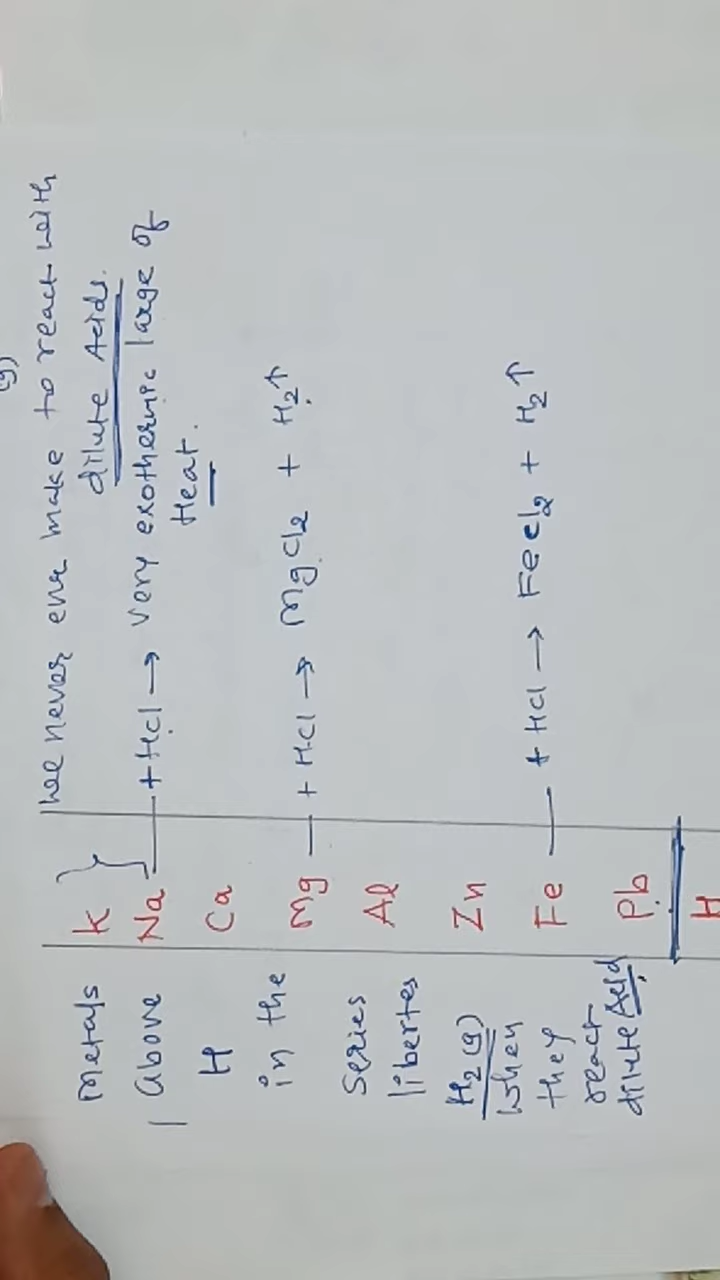 (g)
we never ever make to react with
dilute Acids.
K
Na + HCl → very exothermic large of
Heat.
Ca
Mg + HCl → MgCl2 + H2↑
Al
Zn
Fe + HCl → FeCl2 + H2↑
Pb
H
Metals
Above
H
in the
Series
libertes
H2(g)
when
they
react
dilute Acid